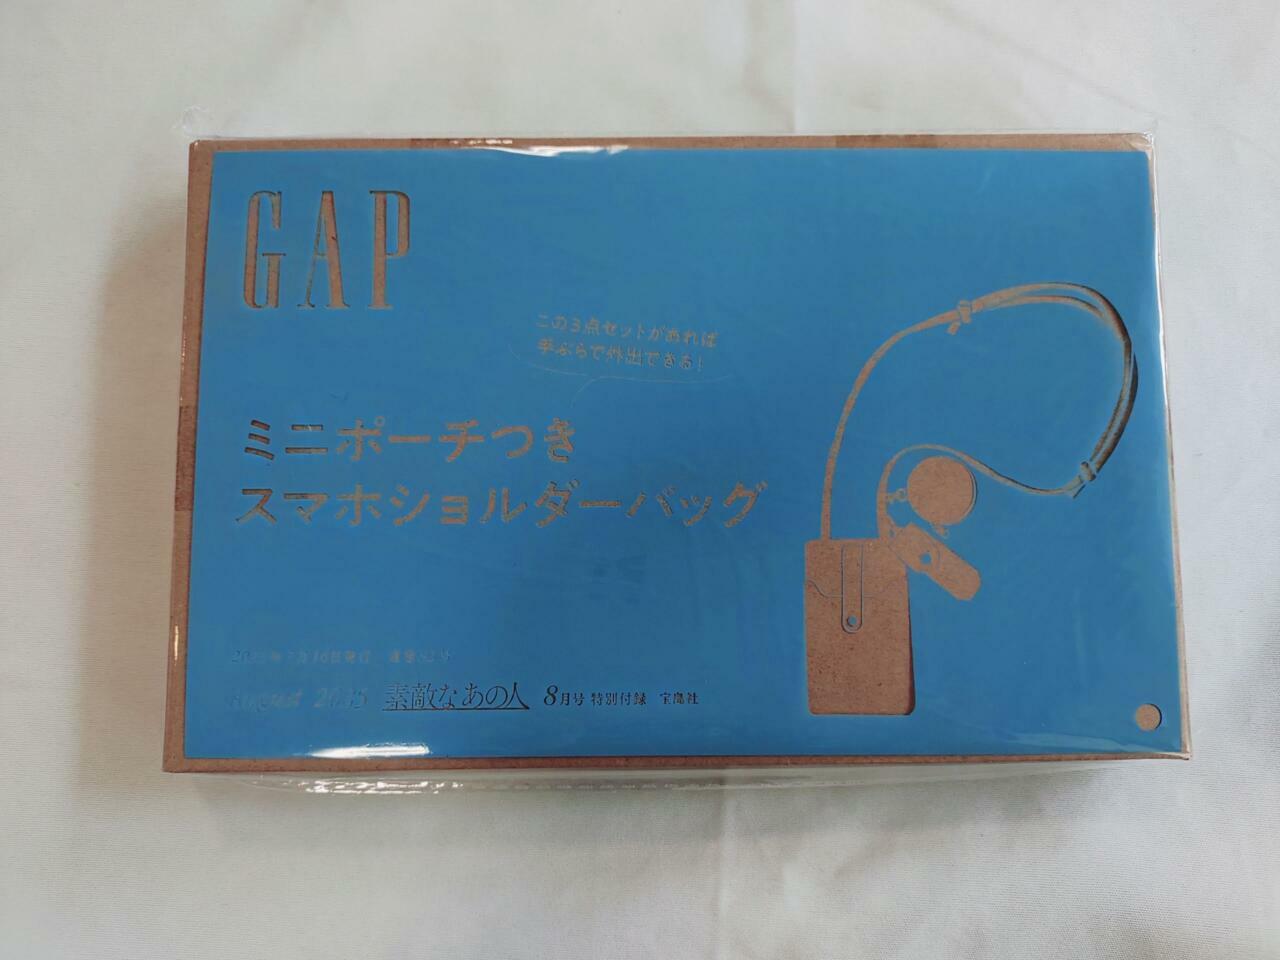 GAP
この3点セットがあれば
手ぶらで外出できる!
ミニポーチつき
スマホショルダーバッグ
August 2025 素敵なあの人 8月号 特別付録 宝島社